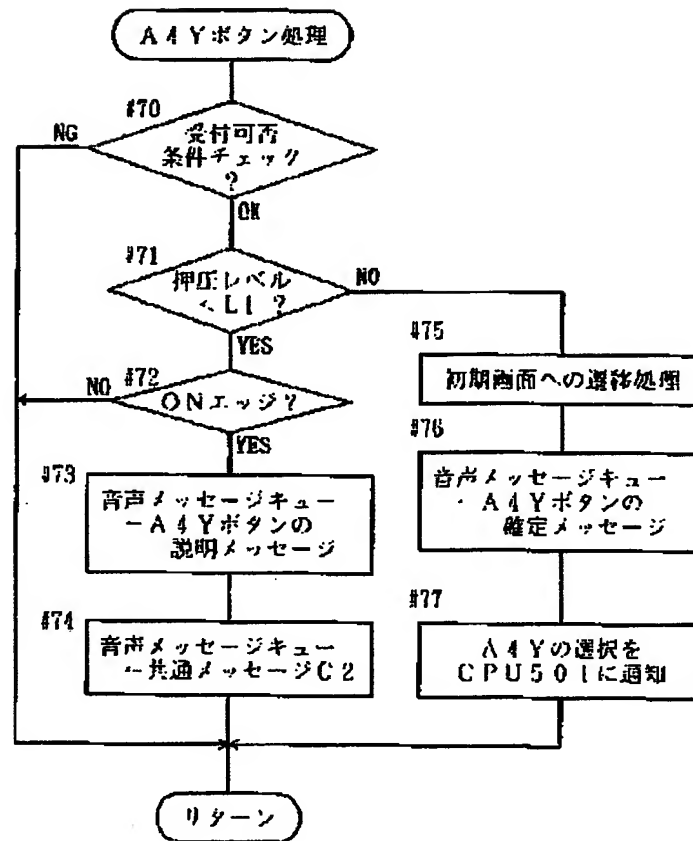 A4Yボタン処理
#70
NG
受付可否
条件チェック
?
OK
#71
押圧レベル
<L1 ?
NO
YES
#75
初期画面への遷移処理
#72
NO
ONエッジ?
YES
#76
音声メッセージキュー
←A4Yボタンの
確定メッセージ
#73
音声メッセージキュー
←A4Yボタンの
説明メッセージ
#77
A4Yの選択を
CPU501に通知
#74
音声メッセージキュー
←共通メッセージC2
リターン